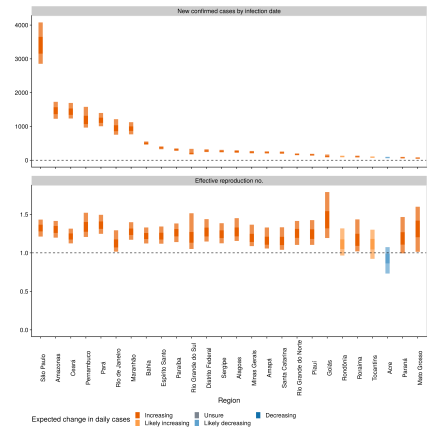 New confirmed cases by infection date
4000
3000
2000
1000
0
Effective reproduction no.
1.5
1.0
0.5
0.0
São Paulo
Amazonas
Ceará
Pernambuco
Pará
Rio de Janeiro
Maranhão
Bahia
Espírito Santo
Paraíba
Rio Grande do Sul
Distrito Federal
Sergipe
Alagoas
Minas Gerais
Amapá
Santa Catarina
Rio Grande do Norte
Piauí
Goiás
Rondônia
Roraima
Tocantins
Acre
Paraná
Mato Grosso
Region
Expected change in daily cases
Increasing
Likely increasing
Unsure
Likely decreasing
Decreasing